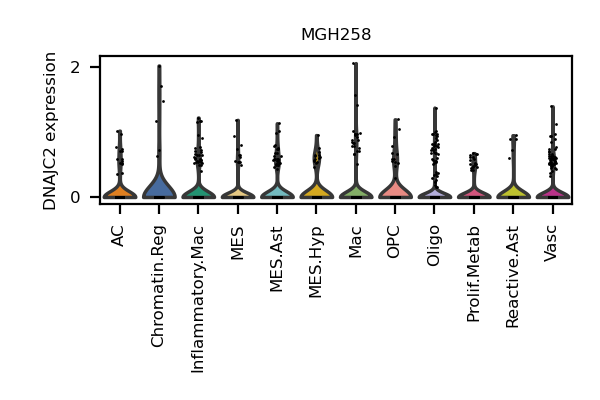 MGH258
DNAJC2 expression
2
0
AC
Chromatin.Reg
Inflammatory.Mac
MES
MES.Ast
MES.Hyp
Mac
OPC
Oligo
Prolif.Metab
Reactive.Ast
Vasc